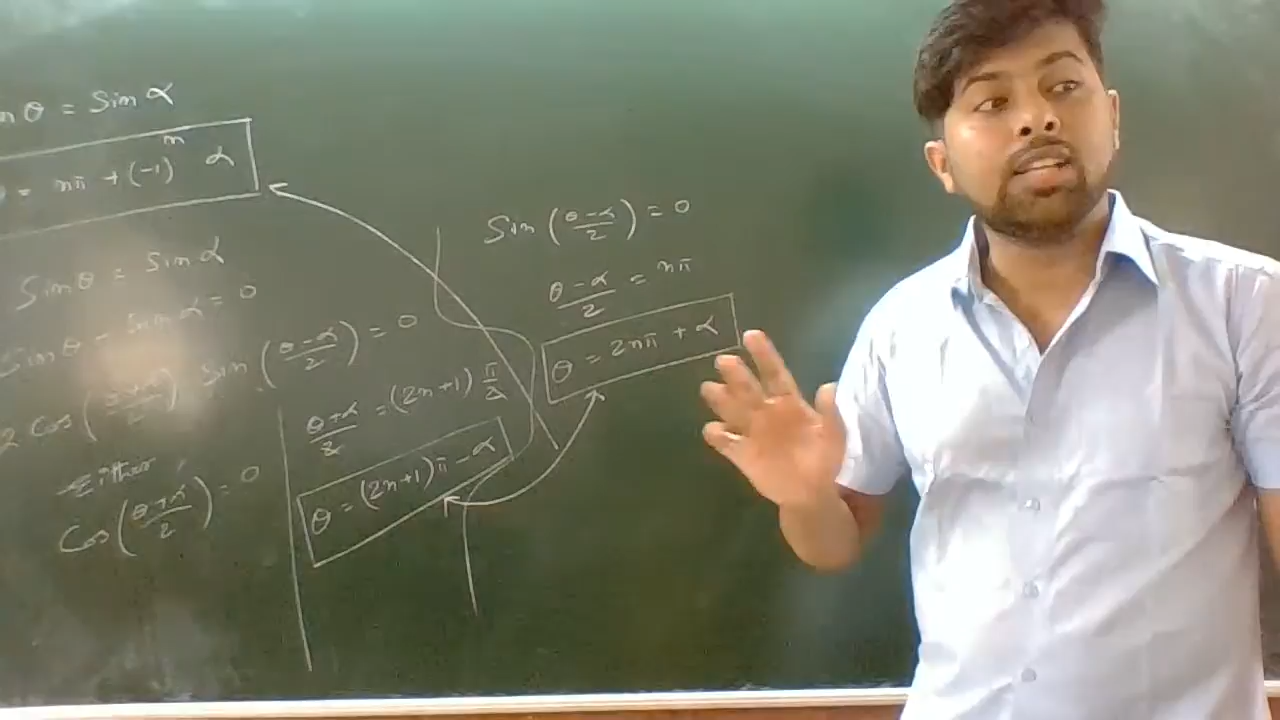 n θ = Sin α
θ = nπ + (-1)^n α
Sinθ = Sin α
Sinθ - Sin α = 0
2 Cos(θ+α/2) Sin(θ-α/2) = 0
Either,
Cos(θ+α/2) = 0
θ+α/2 = (2n+1) π/2
θ = (2n+1)π - α
Sin(θ-α/2) = 0
θ-α/2 = nπ
θ = 2nπ + α